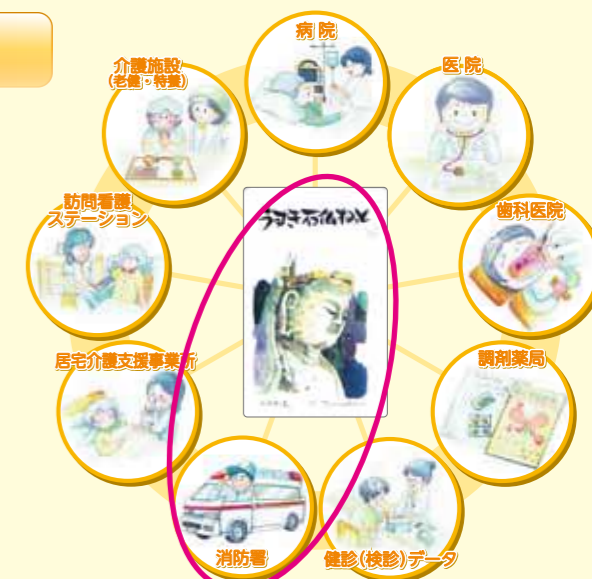 病院
医院
介護施設
(老健・特養)
歯科医院
訪問看護
ステーション
うすき石仏ねっと
調剤薬局
居宅介護支援事業所
消防署
健診(検診)データ